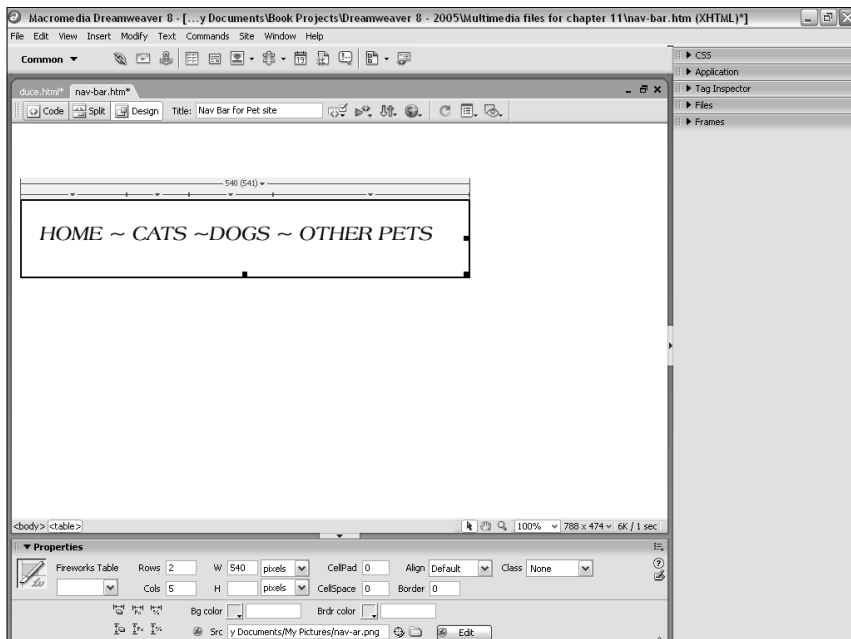 Macromedia Dreamweaver 8 - [...y Documents\Book Projects\Dreamweaver 8 - 2005\Multimedia files for chapter 11\nav-bar.htm (XHTML)*]
File Edit View Insert Modify Text Commands Site Window Help
Common
CSS
Application
Tag Inspector
Files
Frames
duce.html* nav-bar.htm*
Code Split Design Title: Nav Bar for Pet site
540 (541)
HOME ~ CATS ~DOGS ~ OTHER PETS
<body> <table> 100% 788 x 474 6K / 1 sec
Properties
Fireworks Table Rows 2 W 540 pixels CellPad 0 Align Default Class None
Cols 5 H pixels CellSpace 0 Border 0
Bg color Brdr color
Src y Documents/My Pictures/nav-ar.png Edit